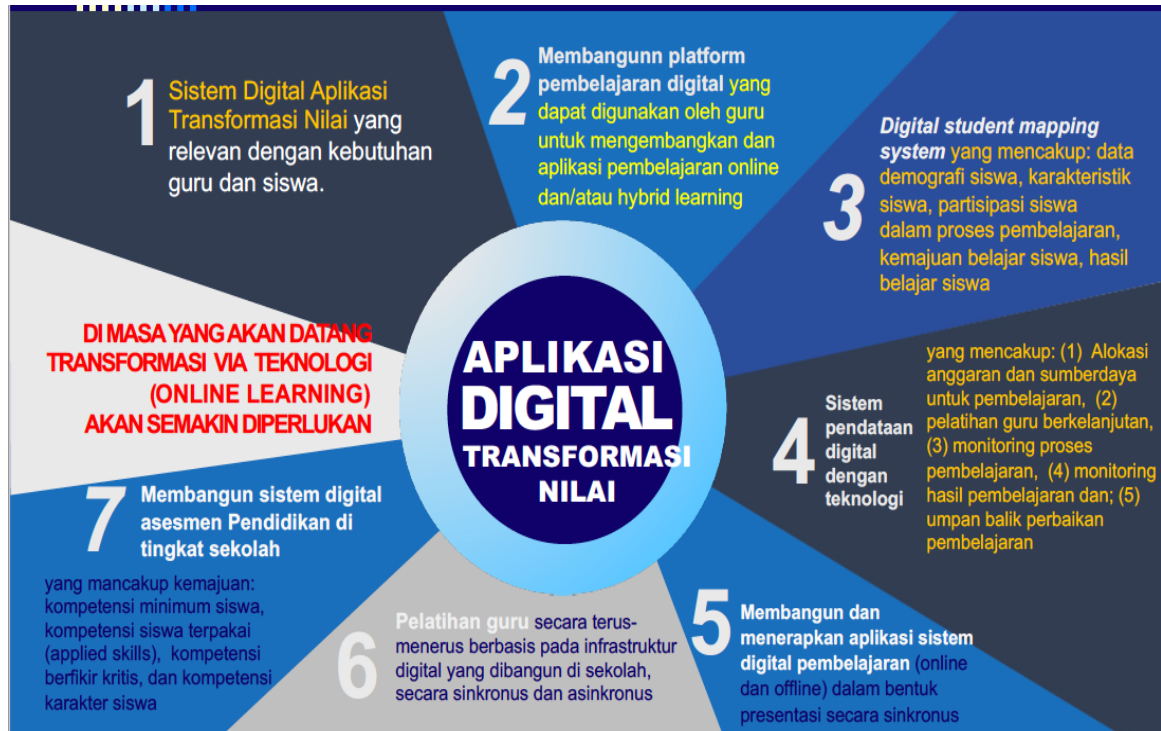 1
Sistem Digital Aplikasi
Transformasi Nilai yang
relevan dengan kebutuhan
guru dan siswa.
2
Membangunn platform
pembelajaran digital yang
dapat digunakan oleh guru
untuk mengembangkan dan
aplikasi pembelajaran online
dan/atau hybrid learning
3
Digital student mapping
system yang mencakup: data
demografi siswa, karakteristik
siswa, partisipasi siswa
dalam proses pembelajaran,
kemajuan belajar siswa, hasil
belajar siswa
4
Sistem
pendataan
digital
dengan
teknologi
yang mencakup: (1) Alokasi
anggaran dan sumberdaya
untuk pembelajaran, (2)
pelatihan guru berkelanjutan,
(3) monitoring proses
pembelajaran, (4) monitoring
hasil pembelajaran dan; (5)
umpan balik perbaikan
pembelajaran
5
Membangun dan
menerapkan aplikasi sistem
digital pembelajaran (online
dan offline) dalam bentuk
presentasi secara sinkronus
6
Pelatihan guru secara terus-
menerus berbasis pada infrastruktur
digital yang dibangun di sekolah,
secara sinkronus dan asinkronus
7
Membangun sistem digital
asesmen Pendidikan di
tingkat sekolah
yang mancakup kemajuan:
kompetensi minimum siswa,
kompetensi siswa terpakai
(applied skills), kompetensi
berfikir kritis, dan kompetensi
karakter siswa
DI MASA YANG AKAN DATANG
TRANSFORMASI VIA TEKNOLOGI
(ONLINE LEARNING)
AKAN SEMAKIN DIPERLUKAN
APLIKASI
DIGITAL
TRANSFORMASI
NILAI